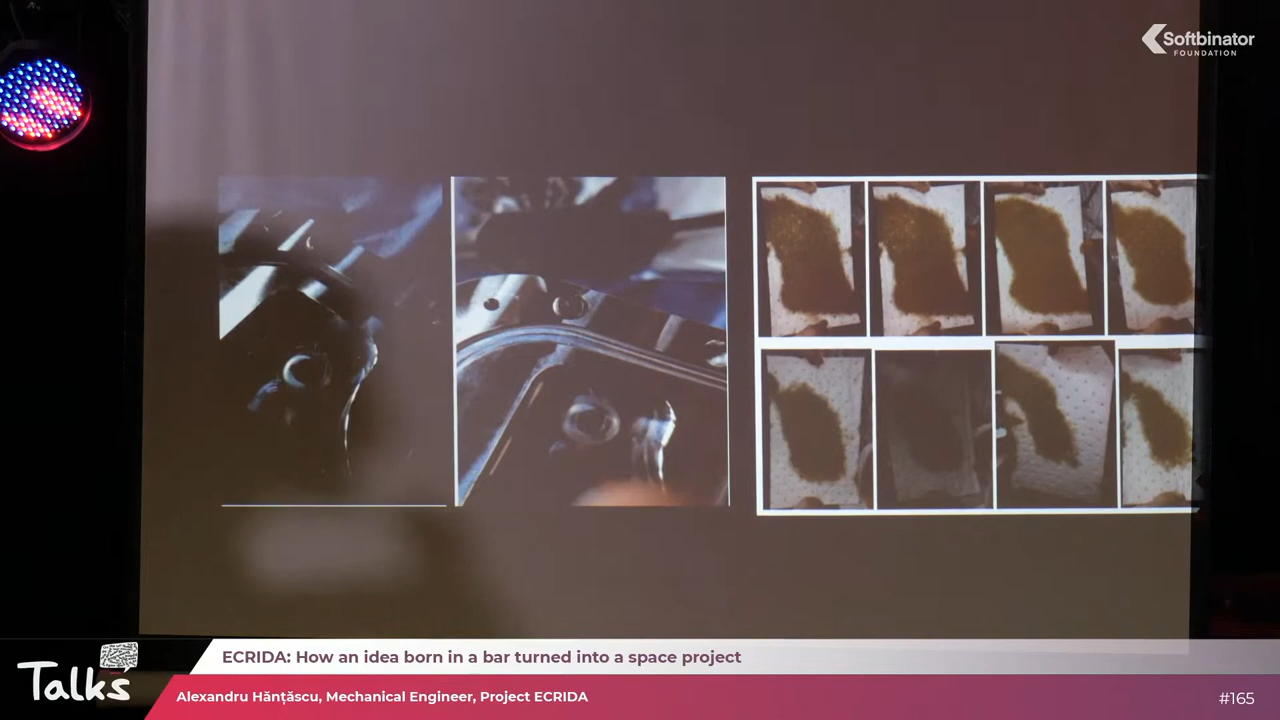 Softbinator
FOUNDATION
Talks
ECRIDA: How an idea born in a bar turned into a space project
Alexandru Hănțăscu, Mechanical Engineer, Project ECRIDA
#165